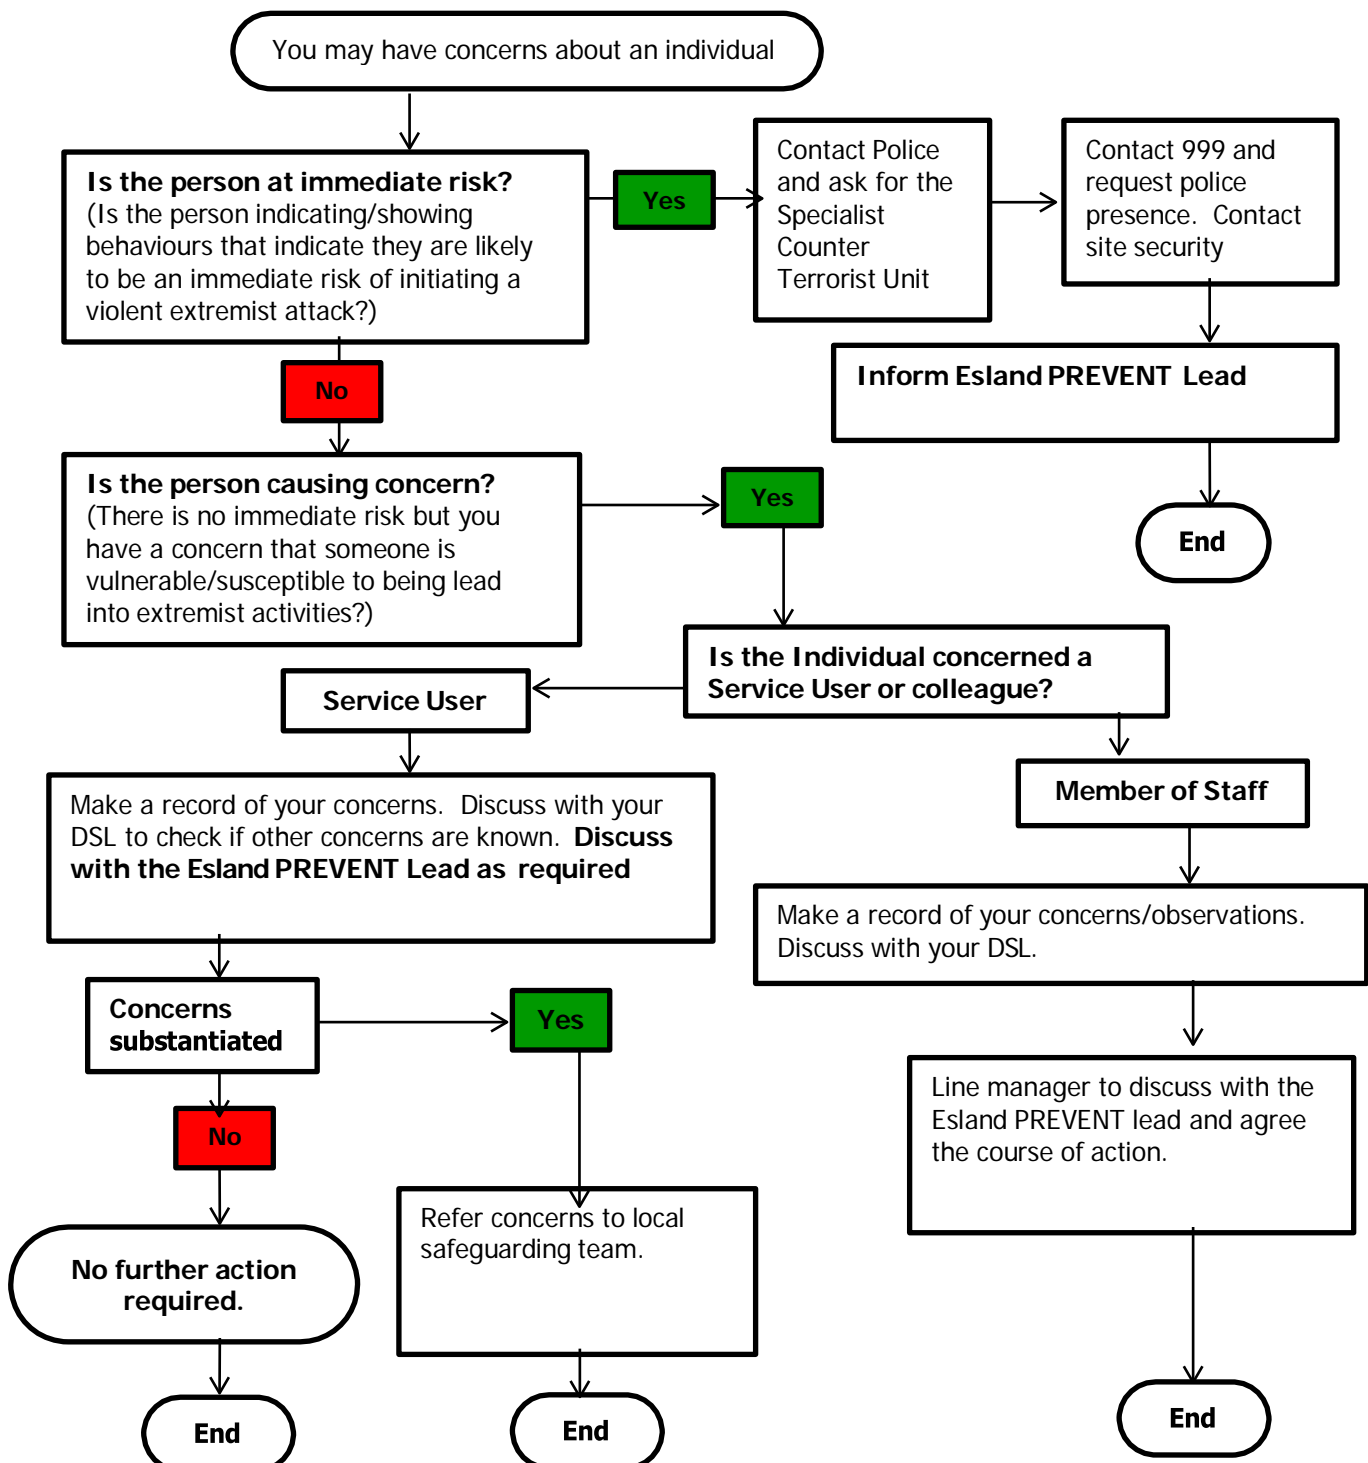 You may have concerns about an individual
Is the person at immediate risk?
(Is the person indicating/showing
behaviours that indicate they are likely
to be an immediate risk of initiating a
violent extremist attack?)
Yes
Contact Police
and ask for the
Specialist
Counter
Terrorist Unit
Contact 999 and
request police
presence.  Contact
site security
Inform Esland PREVENT Lead
End
No
Is the person causing concern?
(There is no immediate risk but you
have a concern that someone is
vulnerable/susceptible to being lead
into extremist activities?)
Yes
Is the Individual concerned a
Service User or colleague?
Service User
Make a record of your concerns.  Discuss with your
DSL to check if other concerns are known.  Discuss
with the Esland PREVENT Lead as required
Concerns
substantiated
Yes
No
No further action
required.
End
Refer concerns to local
safeguarding team.
End
Member of Staff
Make a record of your concerns/observations.
Discuss with your DSL.
Line manager to discuss with the
Esland PREVENT lead and agree
the course of action.
End